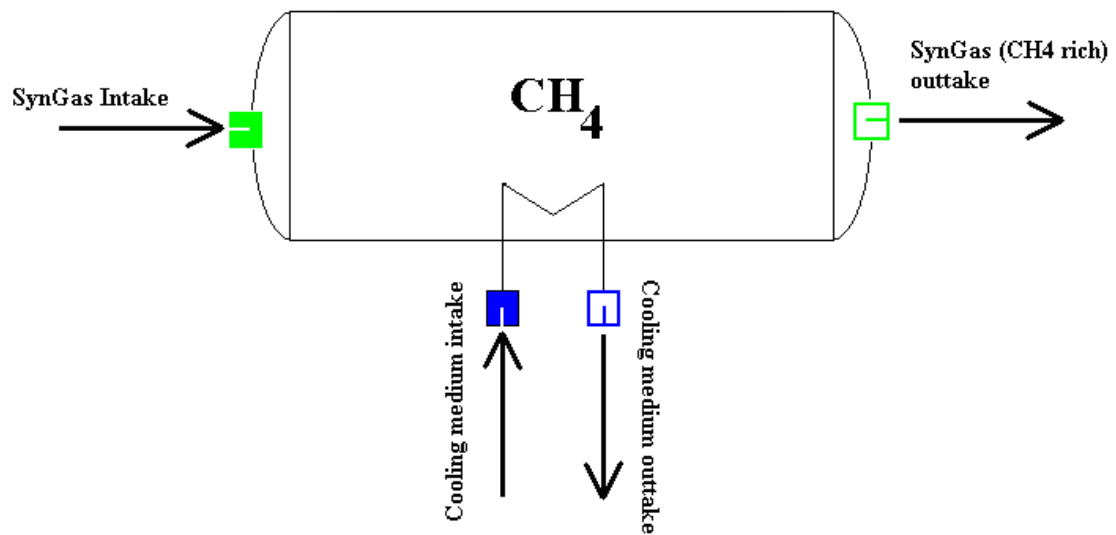 SynGas Intake
CH4
SynGas (CH4 rich)
outtake
Cooling medium intake
Cooling medium outtake